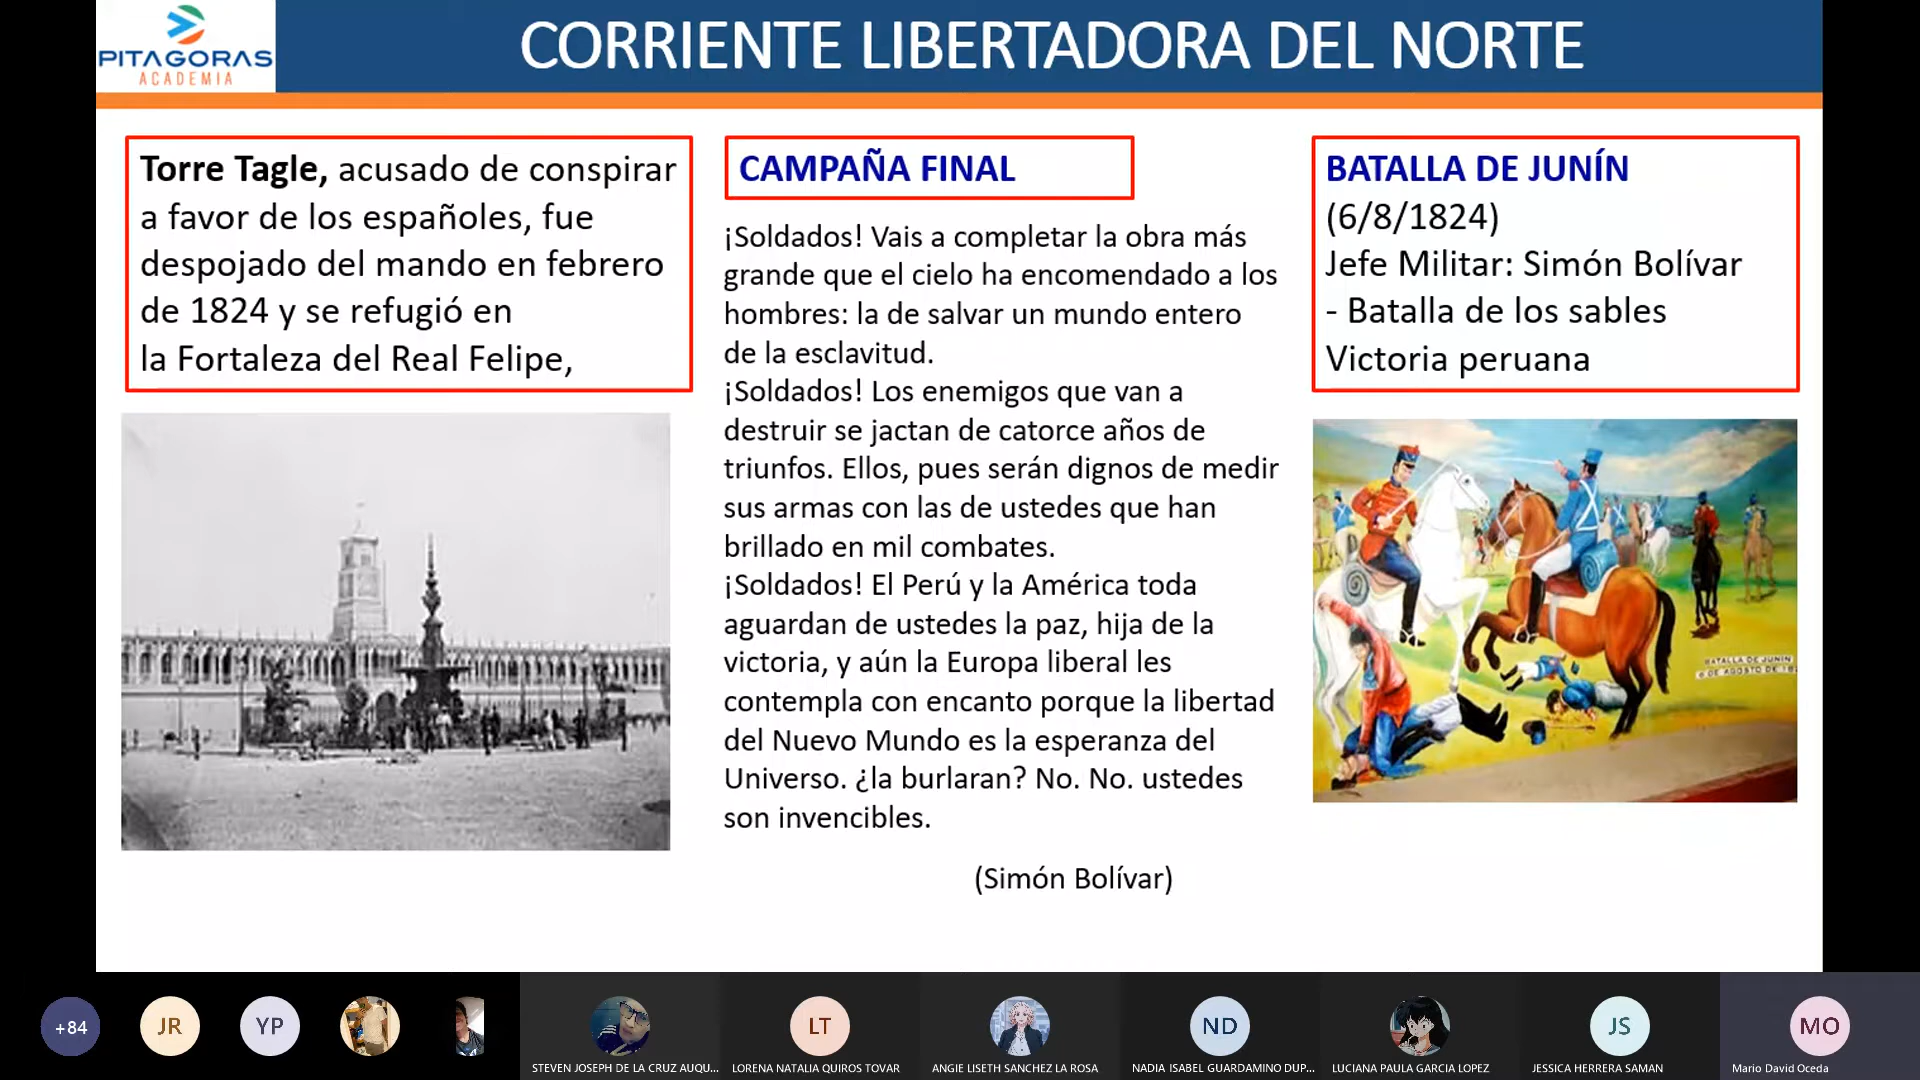 PITAGORAS
ACADEMIA
CORRIENTE LIBERTADORA DEL NORTE
Torre Tagle, acusado de conspirar
a favor de los españoles, fue
despojado del mando en febrero
de 1824 y se refugió en
la Fortaleza del Real Felipe,
CAMPAÑA FINAL
¡Soldados! Vais a completar la obra más
grande que el cielo ha encomendado a los
hombres: la de salvar un mundo entero
de la esclavitud.
¡Soldados! Los enemigos que van a
destruir se jactan de catorce años de
triunfos. Ellos, pues serán dignos de medir
sus armas con las de ustedes que han
brillado en mil combates.
¡Soldados! El Perú y la América toda
aguardan de ustedes la paz, hija de la
victoria, y aún la Europa liberal les
contempla con encanto porque la libertad
del Nuevo Mundo es la esperanza del
Universo. ¿la burlaran? No. No. ustedes
son invencibles.
(Simón Bolívar)
BATALLA DE JUNÍN
(6/8/1824)
Jefe Militar: Simón Bolívar
- Batalla de los sables
Victoria peruana
BATALLA DE JUNIN
6 DE AGOSTO DE 18
+84
JR
YP
STEVEN JOSEPH DE LA CRUZ AUQU...
LT
LORENA NATALIA QUIROS TOVAR
ANGIE LISETH SANCHEZ LA ROSA
ND
NADIA ISABEL GUARDAMINO DUP...
LUCIANA PAULA GARCIA LOPEZ
JS
JESSICA HERRERA SAMAN
MO
Mario David Oceda